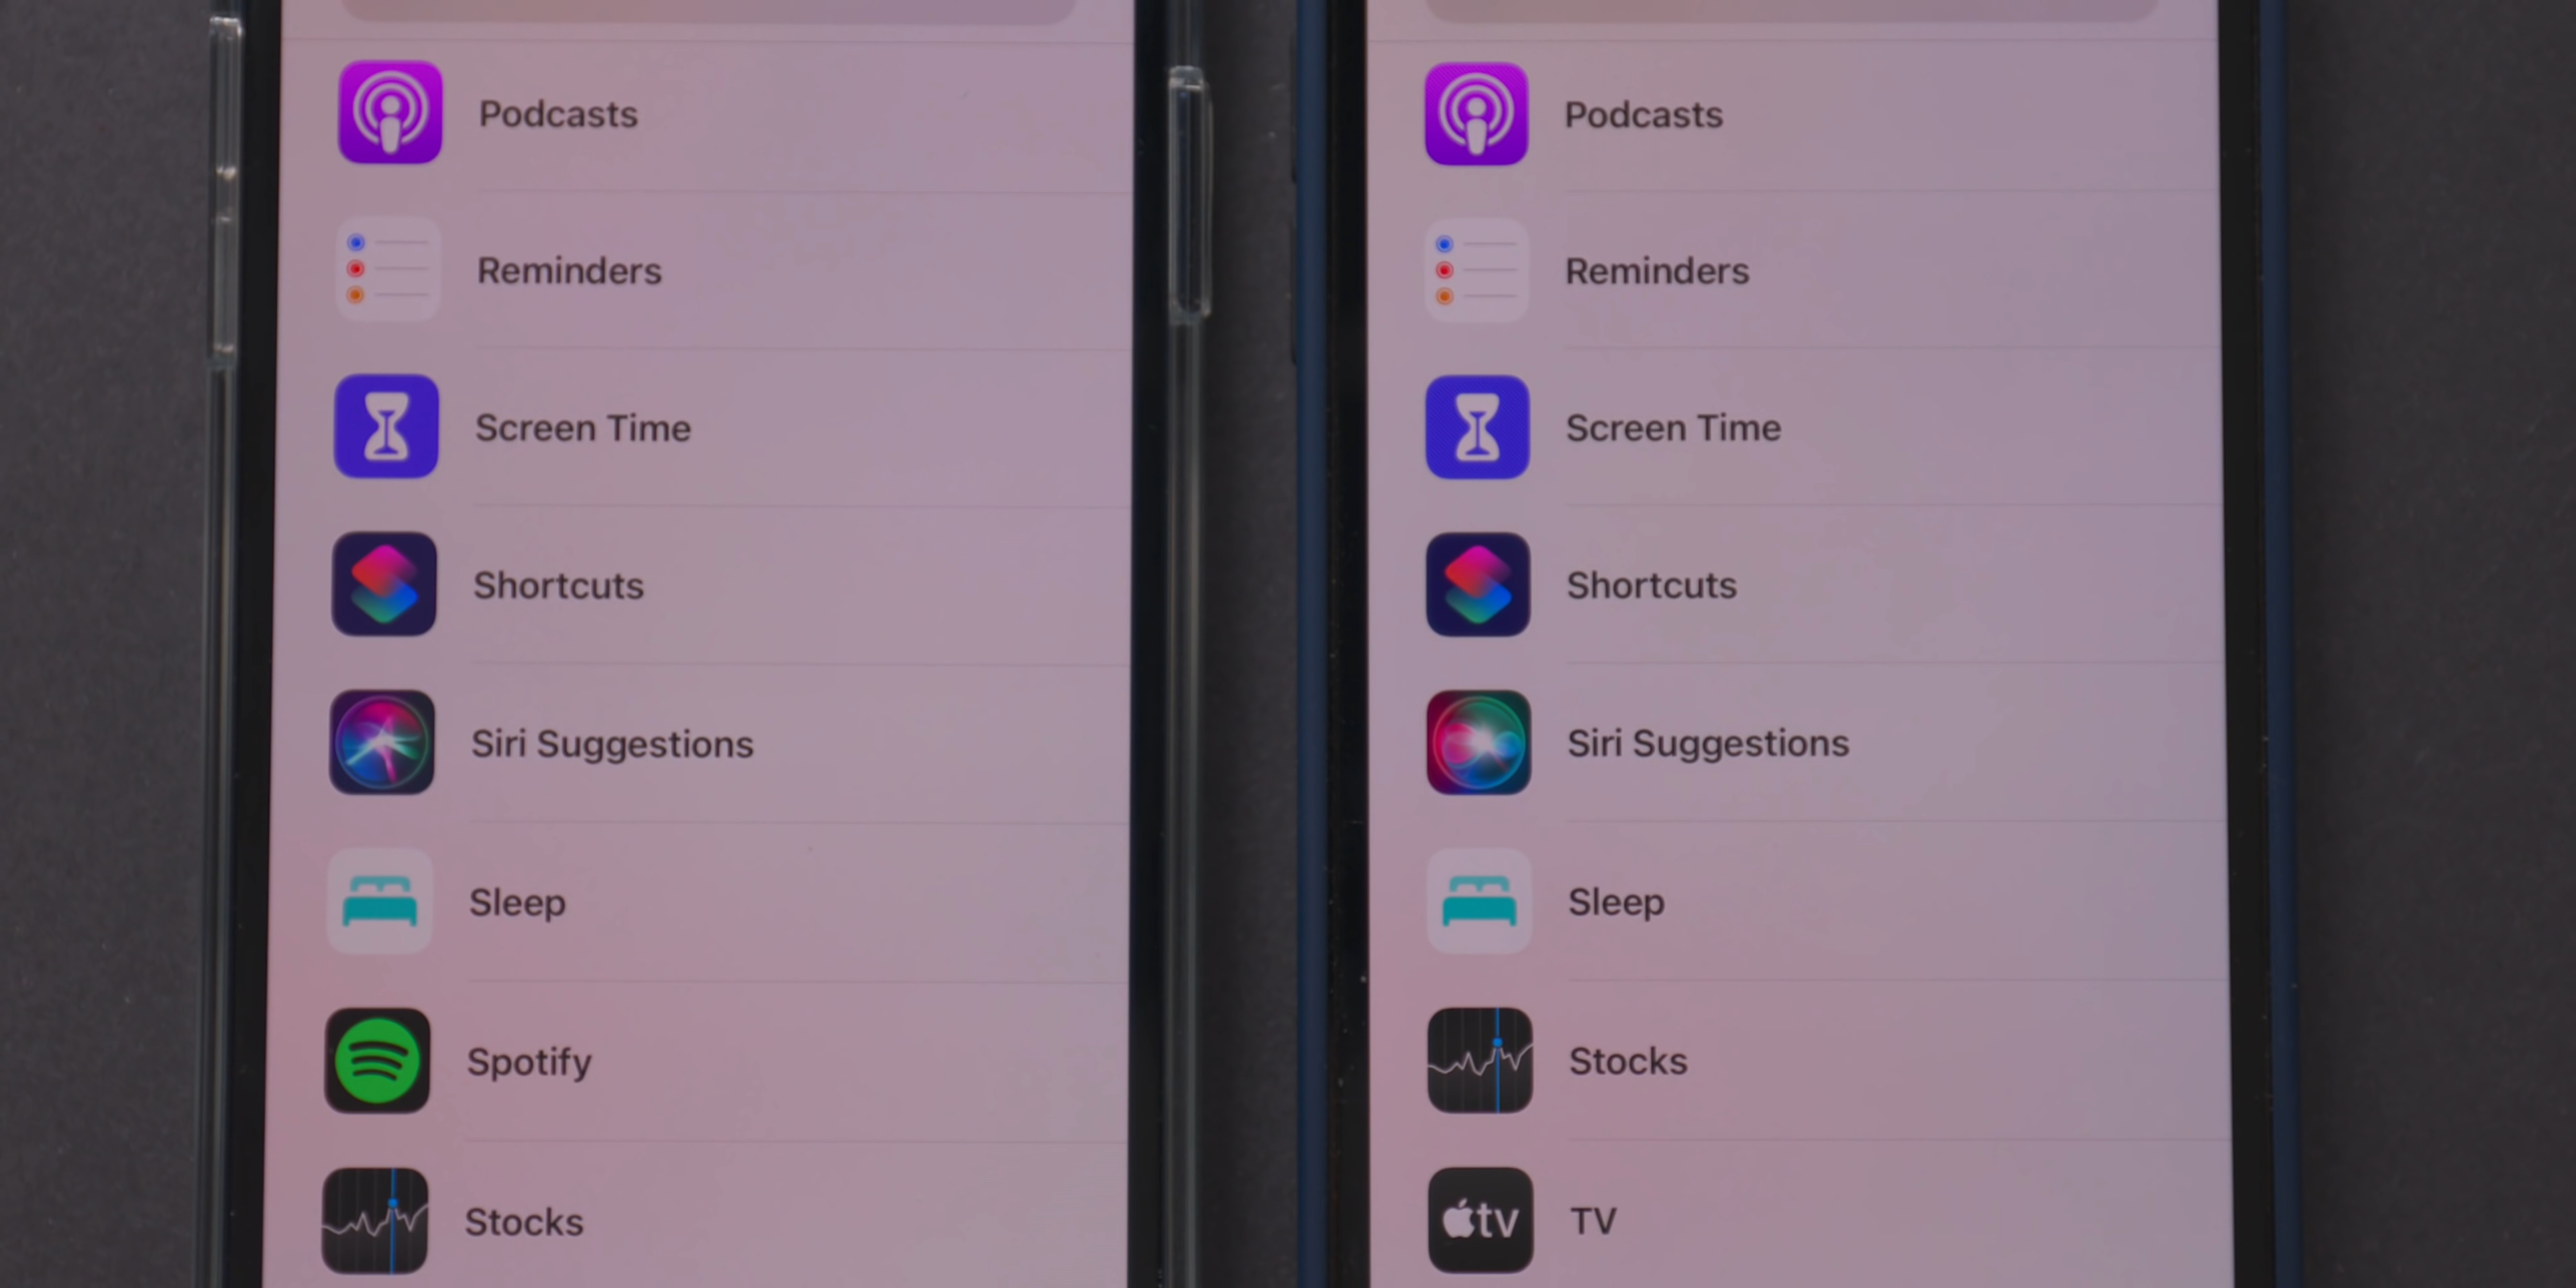 Podcasts
Reminders
Screen Time
Shortcuts
Siri Suggestions
Sleep
Spotify
Stocks
Podcasts
Reminders
Screen Time
Shortcuts
Siri Suggestions
Sleep
Stocks
tv TV